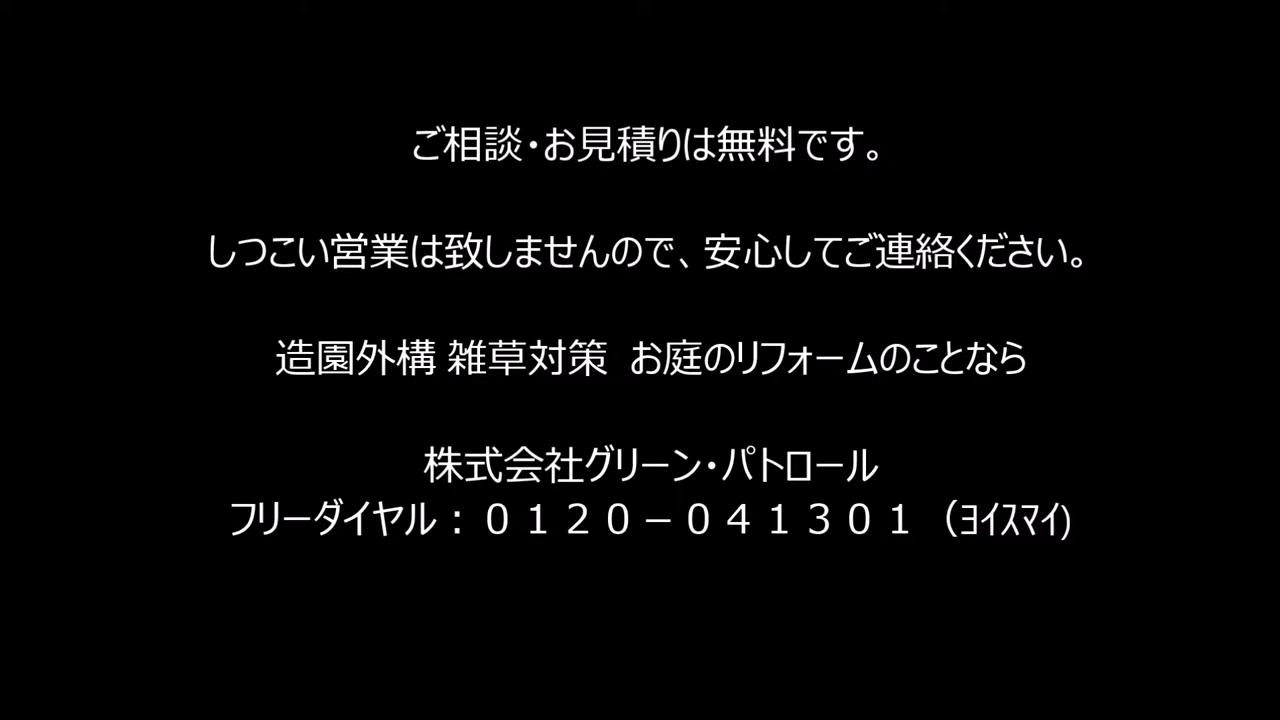 ご相談・お見積りは無料です。
しつこい営業は致しませんので、安心してご連絡ください。
造園外構 雑草対策 お庭のリフォームのことなら
株式会社グリーン・パトロール
フリーダイヤル：０１２０－０４１３０１（ﾖｲｽﾏｲ)